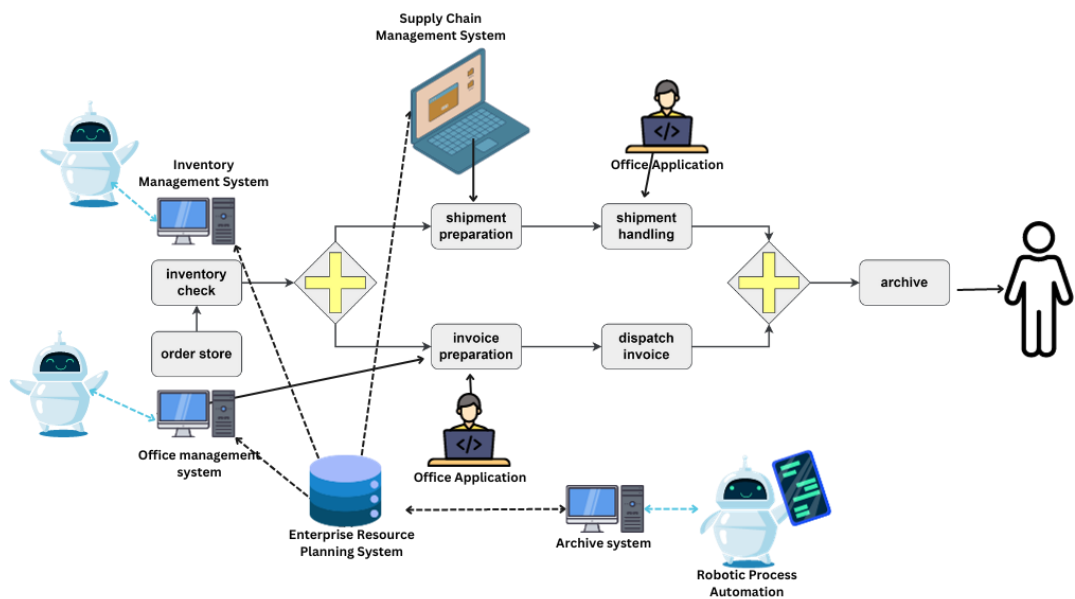 Supply Chain
Management System
Inventory
Management System
Office Application
shipment
preparation
shipment
handling
inventory
check
archive
order store
invoice
preparation
dispatch
invoice
Office management
system
Office Application
Enterprise Resource
Planning System
Archive system
Robotic Process
Automation